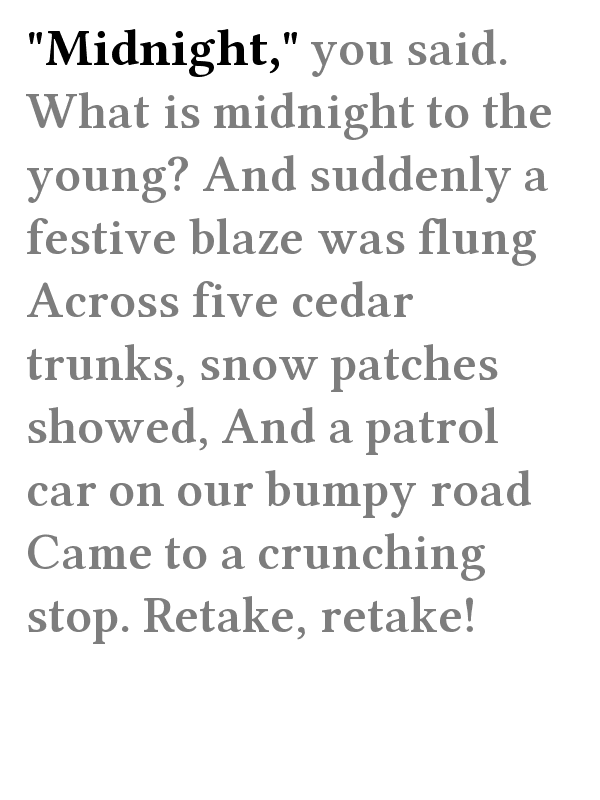 "Midnight," you said.
What is midnight to the
young? And suddenly a
festive blaze was flung
Across five cedar
trunks, snow patches
showed, And a patrol
car on our bumpy road
Came to a crunching
stop. Retake, retake!